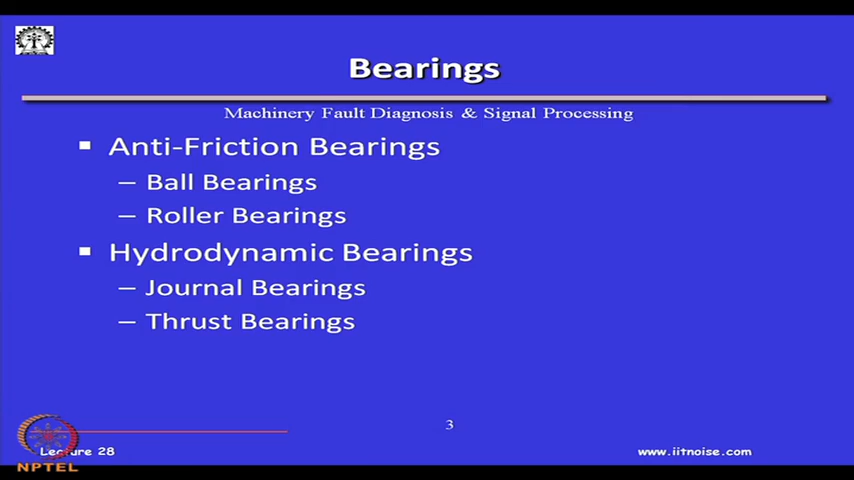 Bearings
Machinery Fault Diagnosis & Signal Processing
▪ Anti-Friction Bearings
– Ball Bearings
– Roller Bearings
▪ Hydrodynamic Bearings
– Journal Bearings
– Thrust Bearings
3
Lecture 28
www.iitnoise.com
NPTEL